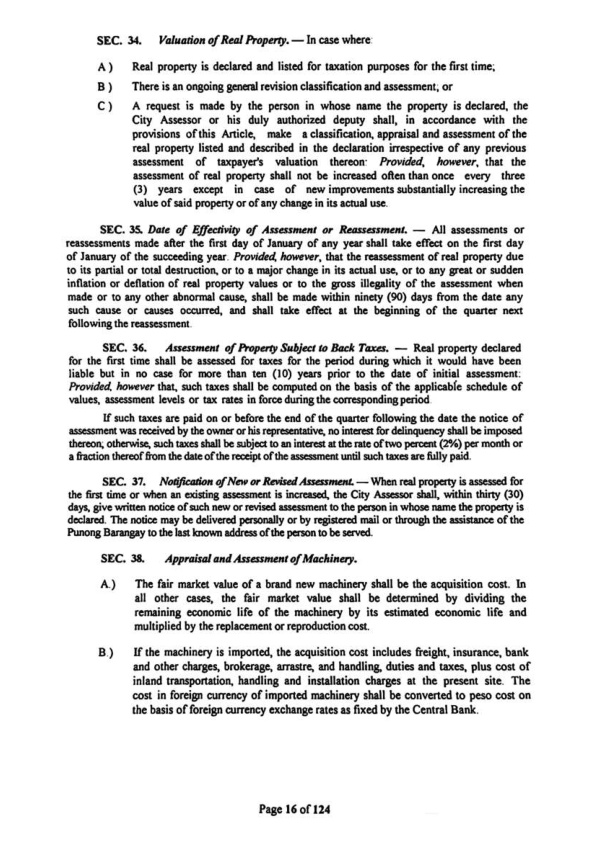 SEC. 34. Valuation of Real Property. — In case where:
A ) Real property is declared and listed for taxation purposes for the first time;
B ) There is an ongoing general revision classification and assessment; or
C ) A request is made by the person in whose name the property is declared, the
City Assessor or his duly authorized deputy shall, in accordance with the
provisions of this Article, make a classification, appraisal and assessment of the
real property listed and described in the declaration irrespective of any previous
assessment of taxpayer's valuation thereon: Provided, however, that the
assessment of real property shall not be increased often than once every three
(3) years except in case of new improvements substantially increasing the
value of said property or of any change in its actual use.
SEC. 35. Date of Effectivity of Assessment or Reassessment. — All assessments or
reassessments made after the first day of January of any year shall take effect on the first day
of January of the succeeding year. Provided, however, that the reassessment of real property due
to its partial or total destruction, or to a major change in its actual use, or to any great or sudden
inflation or deflation of real property values or to the gross illegality of the assessment when
made or to any other abnormal cause, shall be made within ninety (90) days from the date any
such cause or causes occurred, and shall take effect at the beginning of the quarter next
following the reassessment.
SEC. 36. Assessment of Property Subject to Back Taxes. — Real property declared
for the first time shall be assessed for taxes for the period during which it would have been
liable but in no case for more than ten (10) years prior to the date of initial assessment:
Provided, however that, such taxes shall be computed on the basis of the applicable schedule of
values, assessment levels or tax rates in force during the corresponding period.
If such taxes are paid on or before the end of the quarter following the date the notice of
assessment was received by the owner or his representative, no interest for delinquency shall be imposed
thereon; otherwise, such taxes shall be subject to an interest at the rate of two percent (2%) per month or
a fraction thereof from the date of the receipt of the assessment until such taxes are fully paid.
SEC. 37. Notification of New or Revised Assessment. — When real property is assessed for
the first time or when an existing assessment is increased, the City Assessor shall, within thirty (30)
days, give written notice of such new or revised assessment to the person in whose name the property is
declared. The notice may be delivered personally or by registered mail or through the assistance of the
Punong Barangay to the last known address of the person to be served.
SEC. 38. Appraisal and Assessment of Machinery.
A.) The fair market value of a brand new machinery shall be the acquisition cost. In
all other cases, the fair market value shall be determined by dividing the
remaining economic life of the machinery by its estimated economic life and
multiplied by the replacement or reproduction cost.
B.) If the machinery is imported, the acquisition cost includes freight, insurance, bank
and other charges, brokerage, arrastre, and handling, duties and taxes, plus cost of
inland transportation, handling and installation charges at the present site. The
cost in foreign currency of imported machinery shall be converted to peso cost on
the basis of foreign currency exchange rates as fixed by the Central Bank.
Page 16 of 124